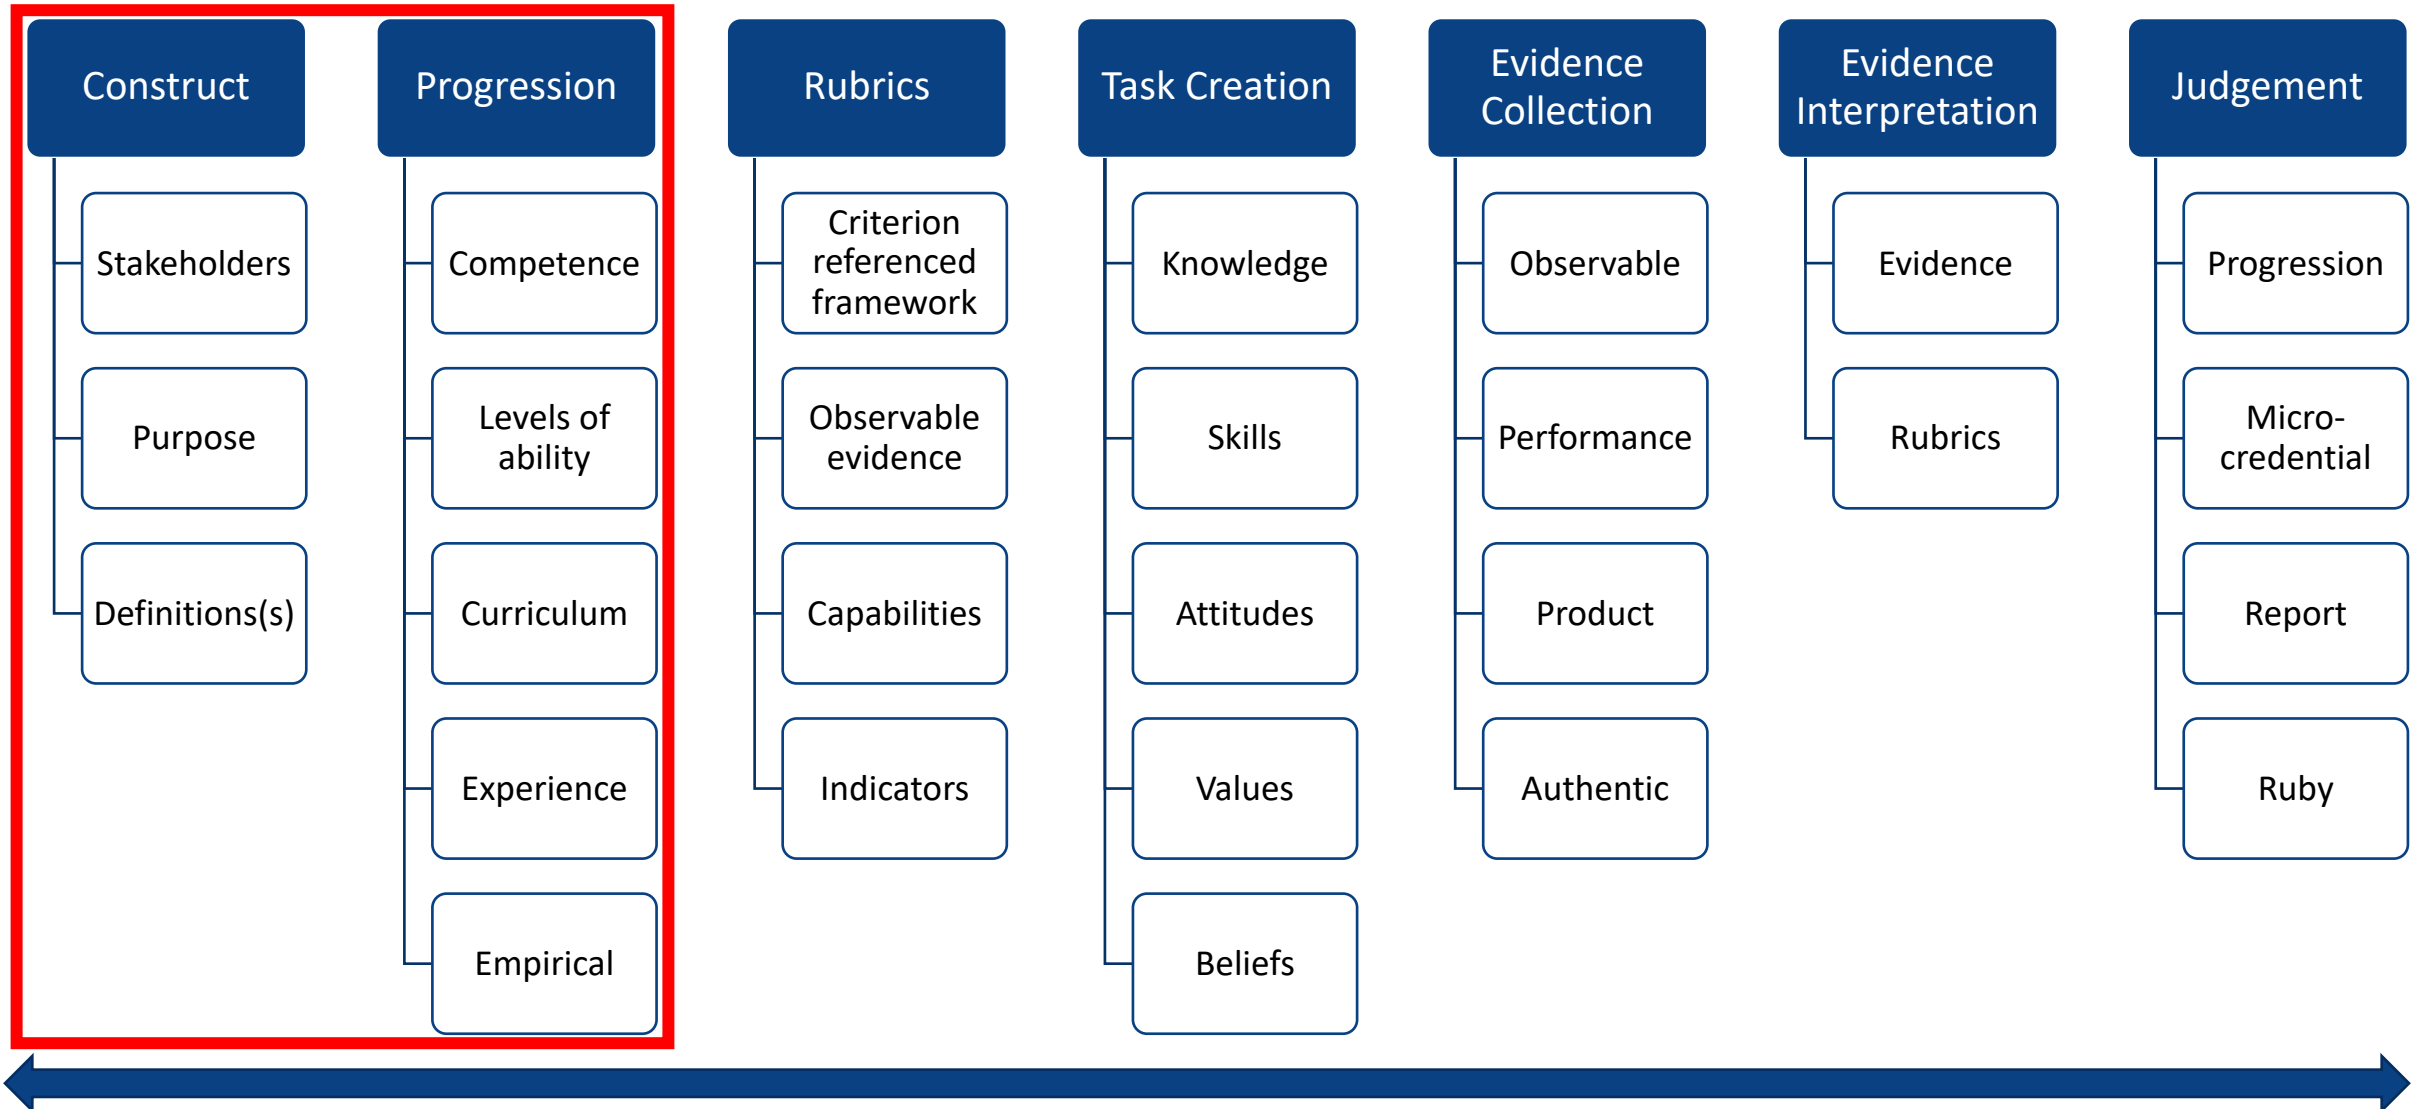 Construct
Stakeholders
Purpose
Definitions(s)
Progression
Competence
Levels of
ability
Curriculum
Experience
Empirical
Rubrics
Criterion
referenced
framework
Observable
evidence
Capabilities
Indicators
Task Creation
Knowledge
Skills
Attitudes
Values
Beliefs
Evidence
Collection
Observable
Performance
Product
Authentic
Evidence
Interpretation
Evidence
Rubrics
Judgement
Progression
Micro-
credential
Report
Ruby